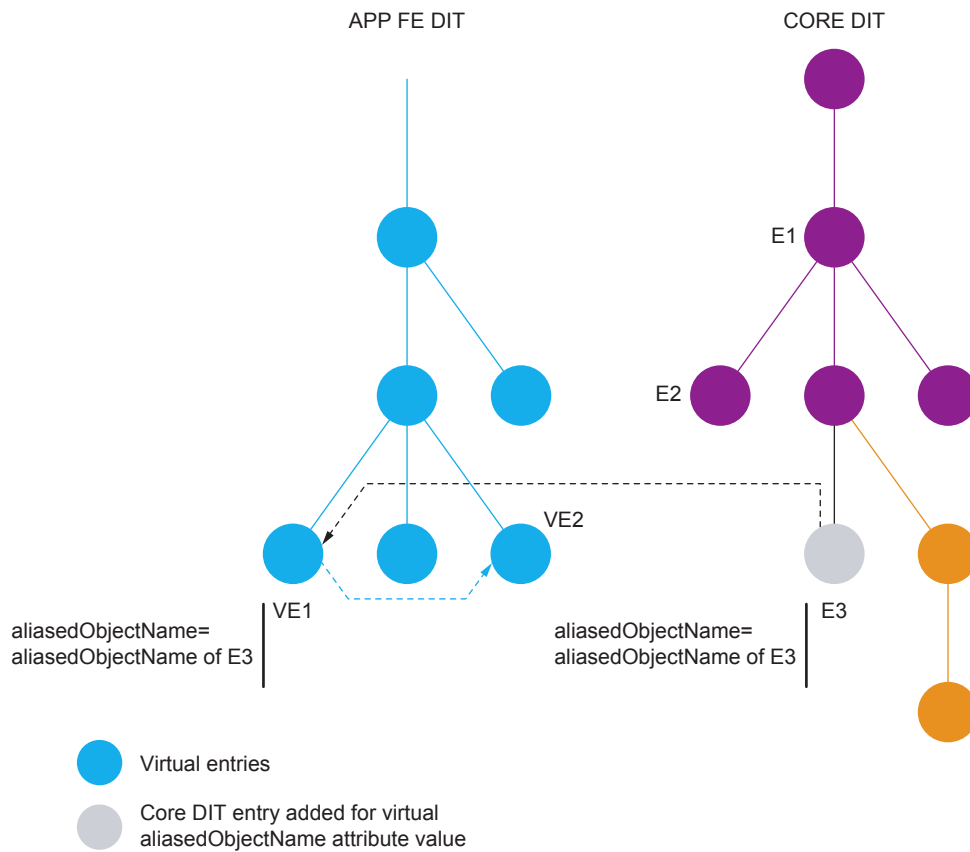 APP FE DIT
CORE DIT
E1
E2
VE2
VE1
E3
aliasedObjectName=
aliasedObjectName of E3
aliasedObjectName=
aliasedObjectName of E3
Virtual entries
Core DIT entry added for virtual
aliasedObjectName attribute value